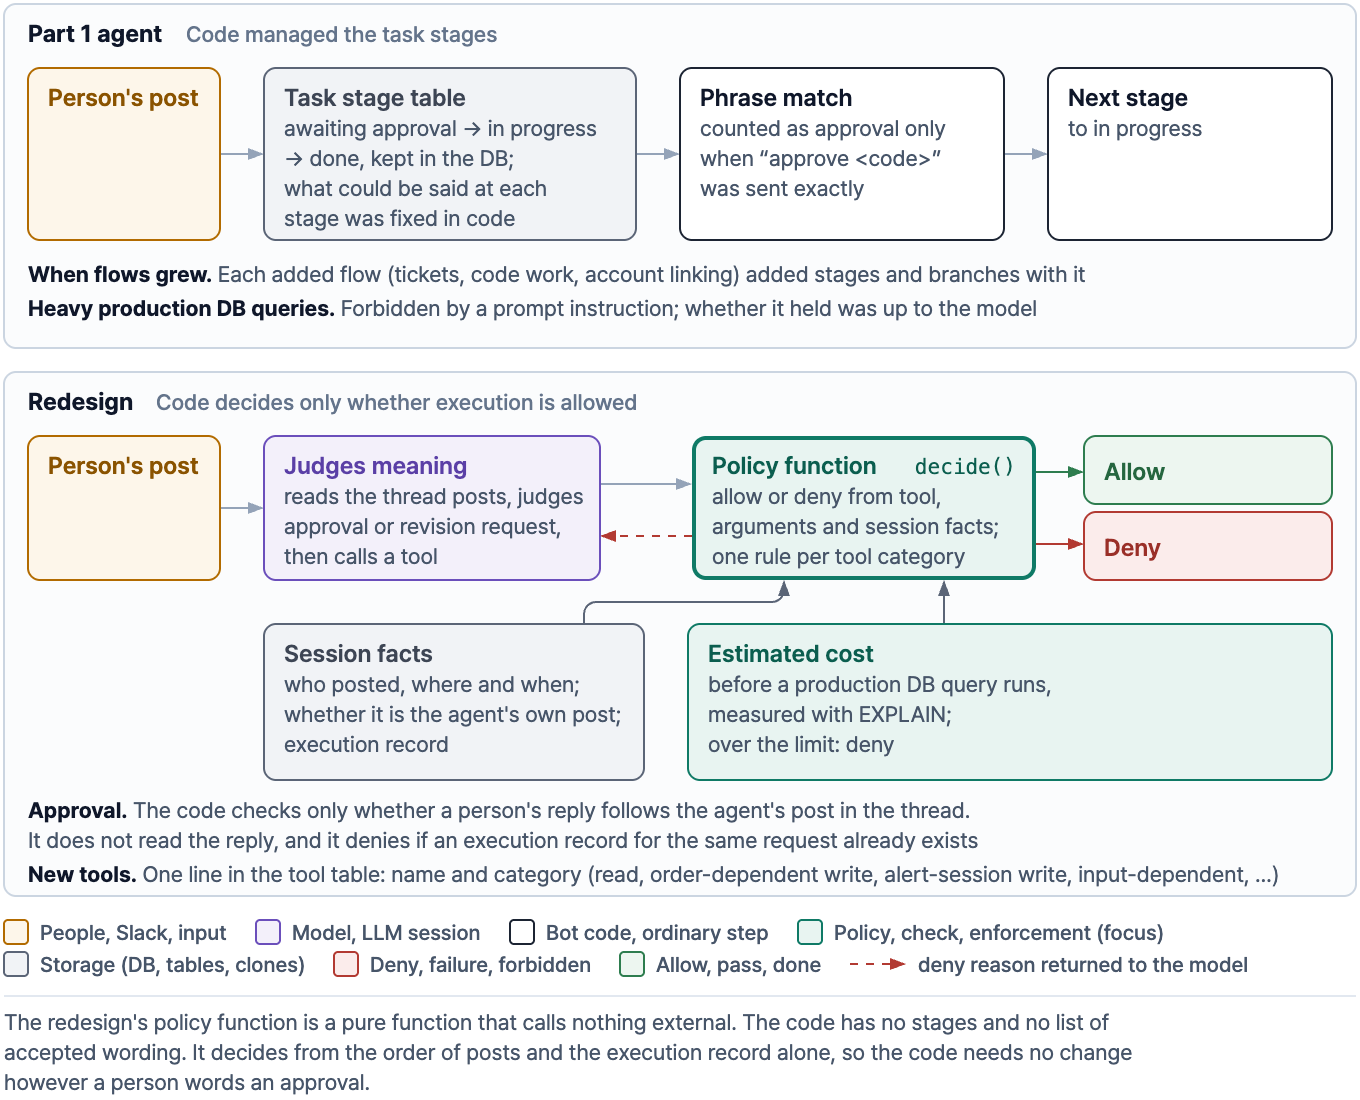 Part 1 agent Code managed the task stages
Person's post
Task stage table
awaiting approval → in progress
→ done, kept in the DB;
what could be said at each
stage was fixed in code
Phrase match
counted as approval only
when “approve <code>”
was sent exactly
Next stage
to in progress
When flows grew. Each added flow (tickets, code work, account linking) added stages and branches with it
Heavy production DB queries. Forbidden by a prompt instruction; whether it held was up to the model
Redesign Code decides only whether execution is allowed
Person's post
Judges meaning
reads the thread posts, judges
approval or revision request,
then calls a tool
Policy function decide()
allow or deny from tool,
arguments and session facts;
one rule per tool category
Allow
Deny
Session facts
who posted, where and when;
whether it is the agent's own post;
execution record
Estimated cost
before a production DB query runs,
measured with EXPLAIN;
over the limit: deny
Approval. The code checks only whether a person's reply follows the agent's post in the thread.
It does not read the reply, and it denies if an execution record for the same request already exists
New tools. One line in the tool table: name and category (read, order-dependent write, alert-session write, input-dependent, ...)
People, Slack, input
Model, LLM session
Bot code, ordinary step
Policy, check, enforcement (focus)
Storage (DB, tables, clones)
Deny, failure, forbidden
Allow, pass, done
deny reason returned to the model
The redesign's policy function is a pure function that calls nothing external. The code has no stages and no list of
accepted wording. It decides from the order of posts and the execution record alone, so the code needs no change
however a person words an approval.